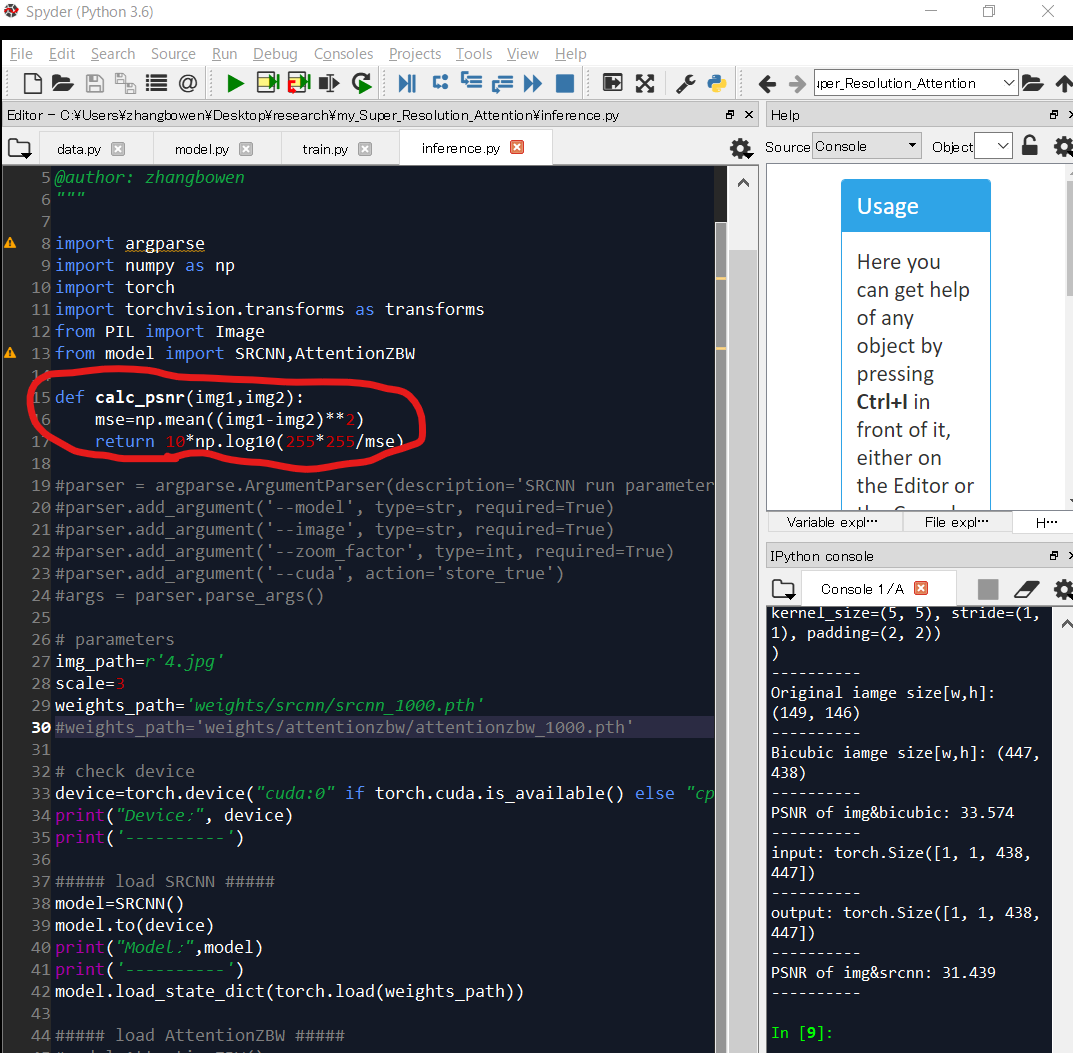 Spyder (Python 3.6)
File Edit Search Source Run Debug Consoles Projects Tools View Help
ıper_Resolution_Attention
Editor - C:¥Users¥zhangbowen¥Desktop¥research¥my_Super_Resolution_Attention¥inference.py
data.py model.py train.py inference.py
5 @author: zhangbowen
6 """
7
8 import argparse
9 import numpy as np
10 import torch
11 import torchvision.transforms as transforms
12 from PIL import Image
13 from model import SRCNN,AttentionZBW
14
15 def calc_psnr(img1,img2):
16 mse=np.mean((img1-img2)**2)
17 return 10*np.log10(255*255/mse)
18
19 #parser = argparse.ArgumentParser(description='SRCNN run parameter
20 #parser.add_argument('--model', type=str, required=True)
21 #parser.add_argument('--image', type=str, required=True)
22 #parser.add_argument('--zoom_factor', type=int, required=True)
23 #parser.add_argument('--cuda', action='store_true')
24 #args = parser.parse_args()
25
26 # parameters
27 img_path=r'4.jpg'
28 scale=3
29 weights_path='weights/srcnn/srcnn_1000.pth'
30 #weights_path='weights/attentionzbw/attentionzbw_1000.pth'
31
32 # check device
33 device=torch.device("cuda:0" if torch.cuda.is_available() else "cp
34 print("Device:", device)
35 print('----------')
36
37 ##### load SRCNN #####
38 model=SRCNN()
39 model.to(device)
40 print("Model:",model)
41 print('----------')
42 model.load_state_dict(torch.load(weights_path))
43
44 ##### load AttentionZBW #####
Help
Source Console Object
Usage
Here you
can get help
of any
object by
pressing
Ctrl+I in
front of it,
either on
the Editor or
Variable expl··· File expl··· H···
IPython console
Console 1/A
kernel_size=(5, 5), stride=(1,
1), padding=(2, 2))
)
----------
Original iamge size[w,h]:
(149, 146)
----------
Bicubic iamge size[w,h]: (447,
438)
----------
PSNR of img&bicubic: 33.574
----------
input: torch.Size([1, 1, 438,
447])
----------
output: torch.Size([1, 1, 438,
447])
----------
PSNR of img&srcnn: 31.439
----------
In [9]: